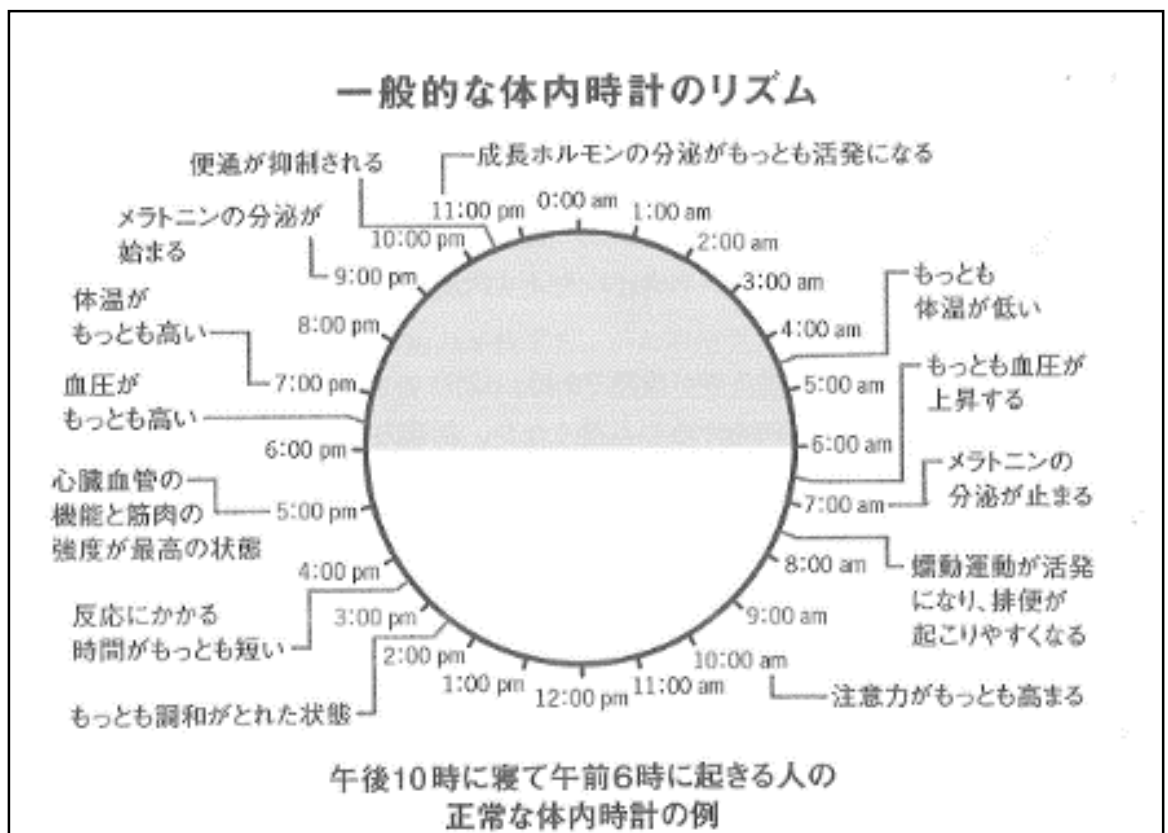 一般的な体内時計のリズム
便通が抑制される
成長ホルモンの分泌がもっとも活発になる
メラトニンの分泌が
始まる
体温が
もっとも高い
血圧が
もっとも高い
心臓血管の
機能と筋肉の
強度が最高の状態
反応にかかる
時間がもっとも短い
もっとも調和がとれた状態
0:00 am
1:00 am
2:00 am
3:00 am
4:00 am
5:00 am
6:00 am
7:00 am
8:00 am
9:00 am
10:00 am
11:00 am
12:00 pm
1:00 pm
2:00 pm
3:00 pm
4:00 pm
5:00 pm
6:00 pm
7:00 pm
8:00 pm
9:00 pm
10:00 pm
11:00 pm
もっとも
体温が低い
もっとも血圧が
上昇する
メラトニンの
分泌が止まる
蠕動運動が活発
になり、排便が
起こりやすくなる
注意力がもっとも高まる
午後10時に寝て午前6時に起きる人の
正常な体内時計の例